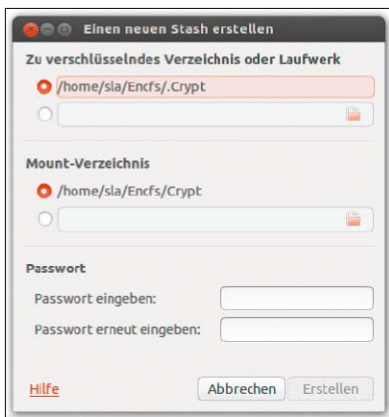 Einen neuen Stash erstellen
Zu verschlüsselndes Verzeichnis oder Laufwerk
/home/sla/Encfs/.Crypt
Mount-Verzeichnis
/home/sla/Encfs/Crypt
Passwort
Passwort eingeben:
Passwort erneut eingeben:
Hilfe
Abbrechen
Erstellen